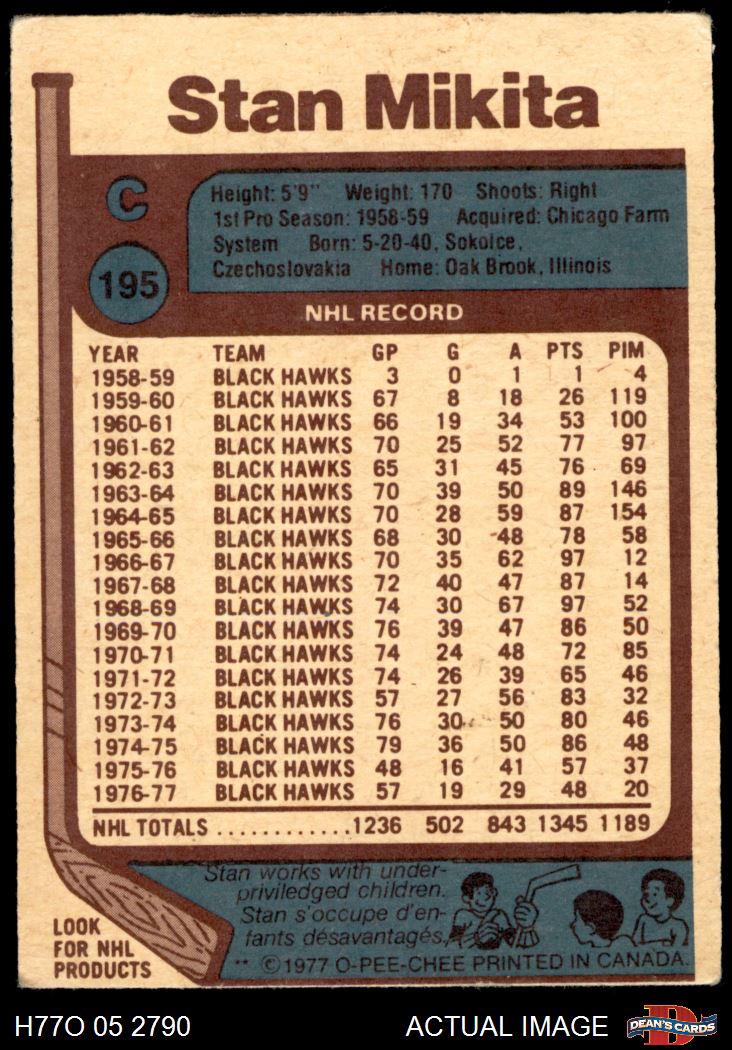 Stan Mikita
C
195
Height: 5'9" Weight: 170 Shoots: Right
1st Pro Season: 1958-59 Acquired: Chicago Farm
System Born: 5-20-40, Sokolce,
Czechoslovakia Home: Oak Brook, Illinois
NHL RECORD
YEAR TEAM GP G A PTS PIM
1958-59 BLACK HAWKS 3 0 1 1 4
1959-60 BLACK HAWKS 67 8 18 26 119
1960-61 BLACK HAWKS 66 19 34 53 100
1961-62 BLACK HAWKS 70 25 52 77 97
1962-63 BLACK HAWKS 65 31 45 76 69
1963-64 BLACK HAWKS 70 39 50 89 146
1964-65 BLACK HAWKS 70 28 59 87 154
1965-66 BLACK HAWKS 68 30 48 78 58
1966-67 BLACK HAWKS 70 35 62 97 12
1967-68 BLACK HAWKS 72 40 47 87 14
1968-69 BLACK HAWKS 74 30 67 97 52
1969-70 BLACK HAWKS 76 39 47 86 50
1970-71 BLACK HAWKS 74 24 48 72 85
1971-72 BLACK HAWKS 74 26 39 65 46
1972-73 BLACK HAWKS 57 27 56 83 32
1973-74 BLACK HAWKS 76 30 50 80 46
1974-75 BLACK HAWKS 79 36 50 86 48
1975-76 BLACK HAWKS 48 16 41 57 37
1976-77 BLACK HAWKS 57 19 29 48 20
NHL TOTALS ............1236 502 843 1345 1189
Stan works with under-
priviledged children.
Stan s'occupe d'en-
fants désavantagés.
LOOK
FOR NHL
PRODUCTS
** ©1977 O-PEE-CHEE PRINTED IN CANADA.
H77O 05 2790 ACTUAL IMAGE
D
DEAN'S CARDS